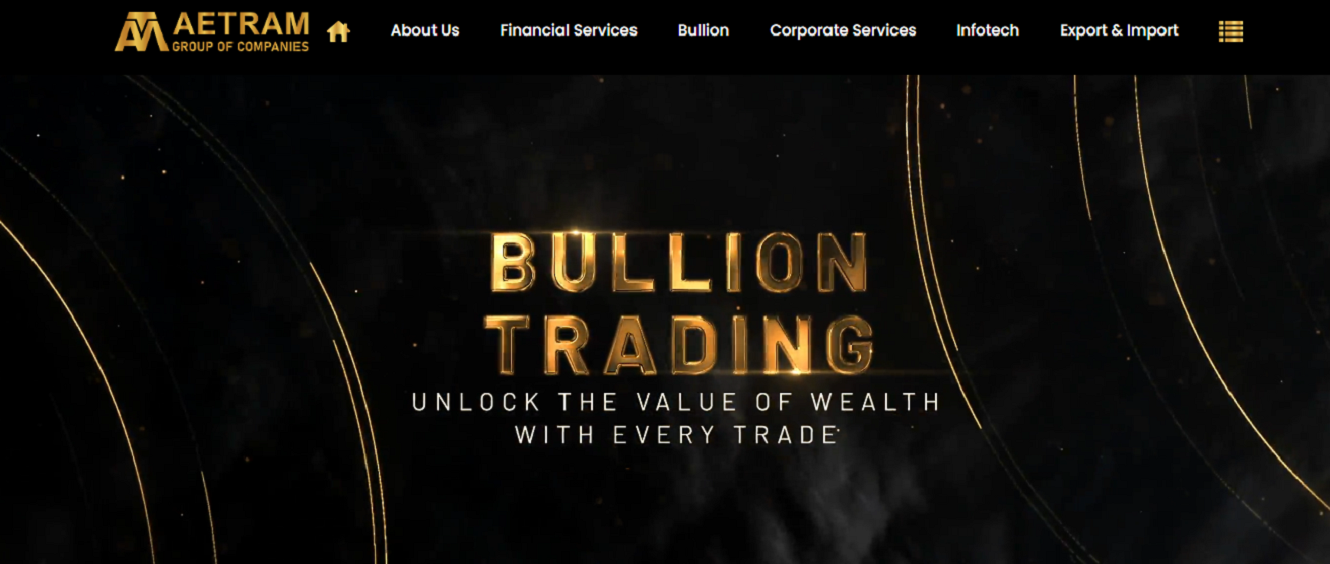 AETRAM
GROUP OF COMPANIES
About Us Financial Services Bullion Corporate Services Infotech Export & Import
BULLION
TRADING
UNLOCK THE VALUE OF WEALTH
WITH EVERY TRADE